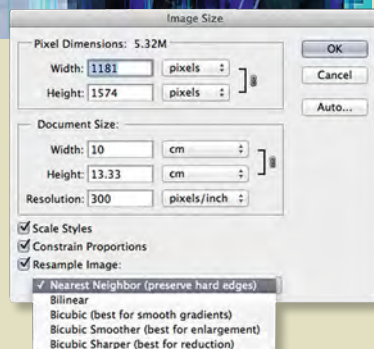 Image Size
Pixel Dimensions: 5.32M
Width: 1181 pixels
Height: 1574 pixels
Document Size:
Width: 10 cm
Height: 13.33 cm
Resolution: 300 pixels/inch
Scale Styles
Constrain Proportions
Resample Image:
✓ Nearest Neighbor (preserve hard edges)
Bilinear
Bicubic (best for smooth gradients)
Bicubic Smoother (best for enlargement)
Bicubic Sharper (best for reduction)
OK
Cancel
Auto...